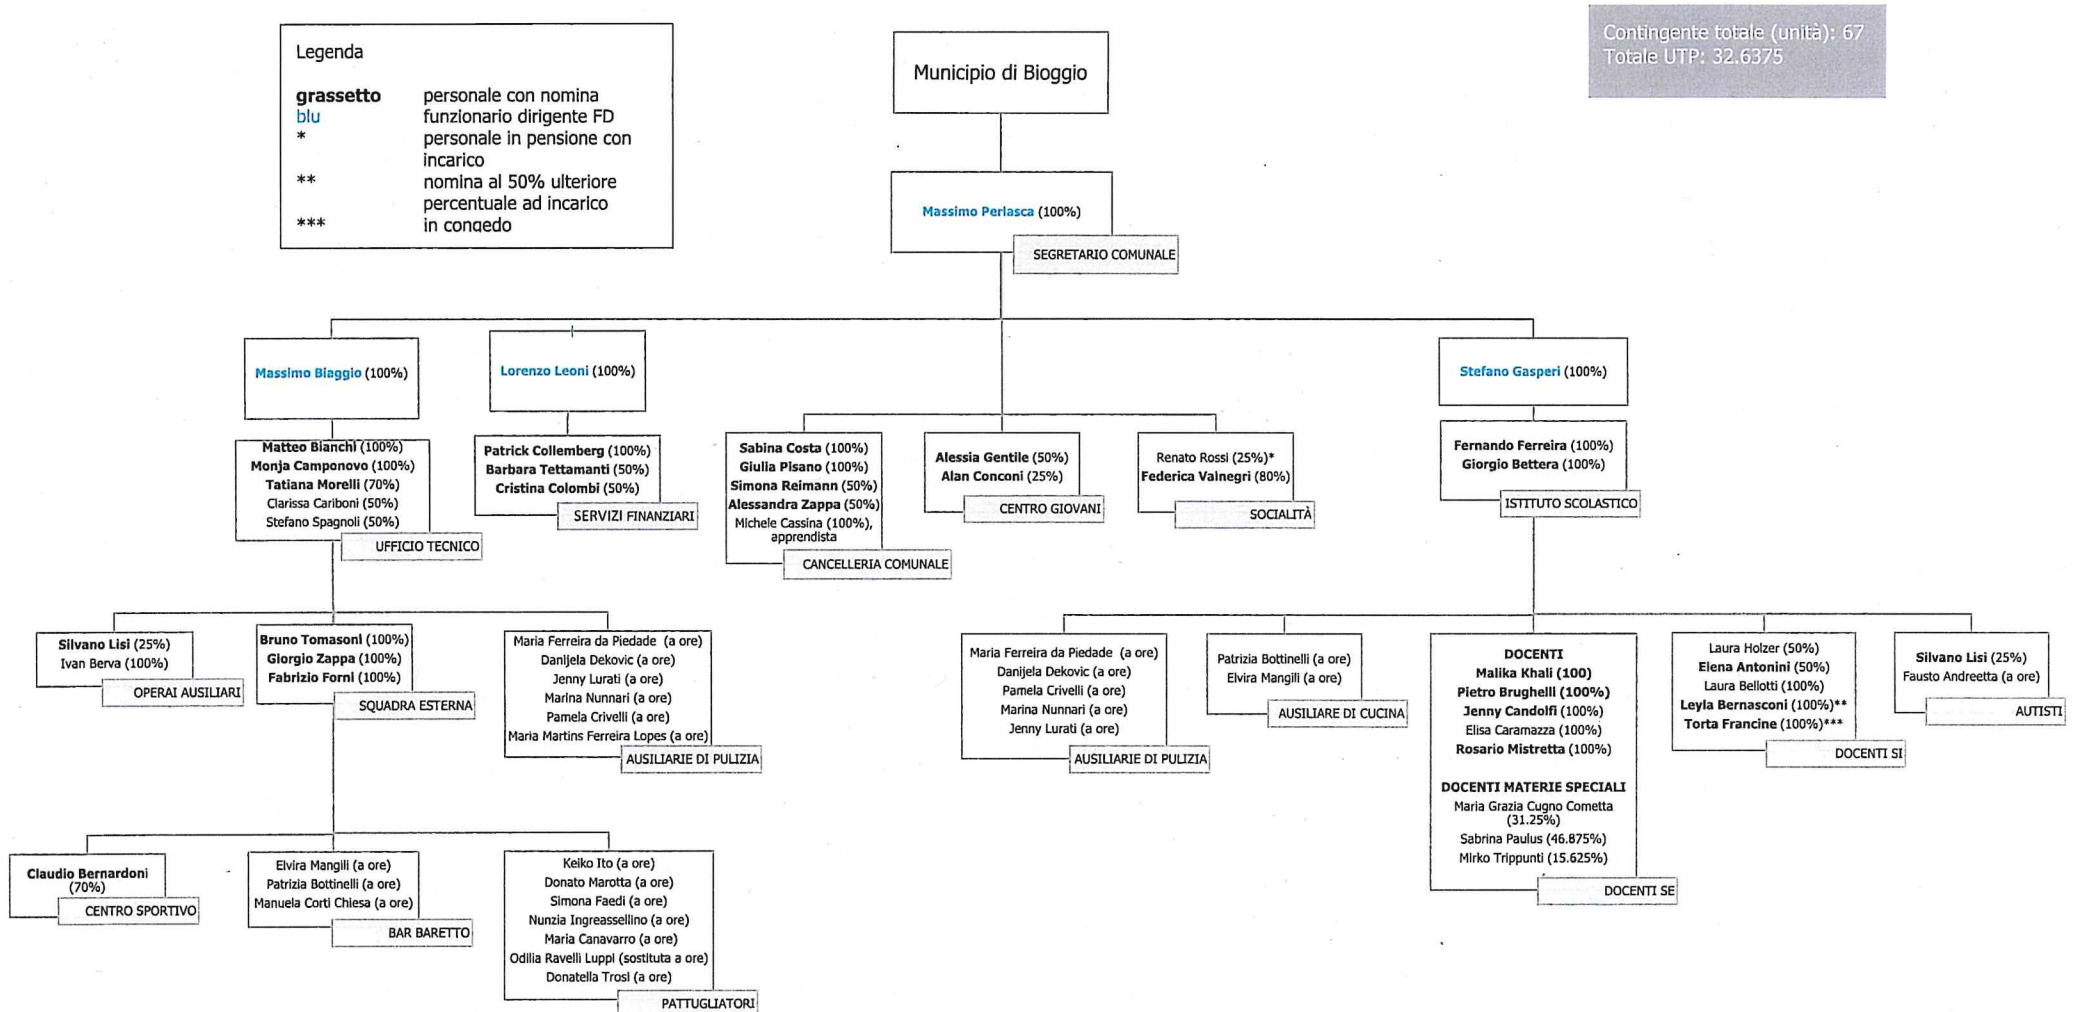 Legenda
grassetto personale con nomina
blu funzionario dirigente FD
* personale in pensione con
incarico
** nomina al 50% ulteriore
percentuale ad incarico
*** in congedo
Municipio di Bioggio
Contingente totale (unità): 67
Totale UTP: 32.6375
Massimo Perlasca (100%)
SEGRETARIO COMUNALE
Massimo Biaggio (100%)
Lorenzo Leoni (100%)
Stefano Gasperi (100%)
Matteo Bianchi (100%)
Monja Camponovo (100%)
Tatiana Morelli (70%)
Clarissa Cariboni (50%)
Stefano Spagnoli (50%)
UFFICIO TECNICO
Patrick Collemberg (100%)
Barbara Tettamanti (50%)
Cristina Colombi (50%)
SERVIZI FINANZIARI
Sabina Costa (100%)
Giulia Pisano (100%)
Simona Reimann (50%)
Alessandra Zappa (50%)
Michele Cassina (100%),
apprendista
CANCELLERIA COMUNALE
Alessia Gentile (50%)
Alan Conconi (25%)
CENTRO GIOVANI
Renato Rossi (25%)*
Federica Valnegri (80%)
SOCIALITÀ
Fernando Ferreira (100%)
Giorgio Bettera (100%)
ISTITUTO SCOLASTICO
Silvano Lisi (25%)
Ivan Berva (100%)
OPERAI AUSILIARI
Bruno Tomasoni (100%)
Giorgio Zappa (100%)
Fabrizio Forni (100%)
SQUADRA ESTERNA
Maria Ferreira da Piedade (a ore)
Danijela Dekovic (a ore)
Jenny Lurati (a ore)
Marina Nunnari (a ore)
Pamela Crivelli (a ore)
Maria Martins Ferreira Lopes (a ore)
AUSILIARIE DI PULIZIA
Maria Ferreira da Piedade (a ore)
Danijela Dekovic (a ore)
Pamela Crivelli (a ore)
Marina Nunnari (a ore)
Jenny Lurati (a ore)
AUSILIARIE DI PULIZIA
Patrizia Bottinelli (a ore)
Elvira Mangili (a ore)
AUSILIARE DI CUCINA
DOCENTI
Malika Khali (100)
Pietro Brughelli (100%)
Jenny Candolfi (100%)
Elisa Caramazza (100%)
Rosario Mistretta (100%)
DOCENTI MATERIE SPECIALI
Maria Grazia Cugno Cometta
(31.25%)
Sabrina Paulus (46.875%)
Mirko Trippunti (15.625%)
DOCENTI SE
Laura Holzer (50%)
Elena Antonini (50%)
Laura Bellotti (100%)
Leyla Bernasconi (100%)**
Torta Francine (100%)***
DOCENTI SI
Silvano Lisi (25%)
Fausto Andreetta (a ore)
AUTISTI
Claudio Bernardoni
(70%)
CENTRO SPORTIVO
Elvira Mangili (a ore)
Patrizia Bottinelli (a ore)
Manuela Corti Chiesa (a ore)
BAR BARETTO
Keiko Ito (a ore)
Donato Marotta (a ore)
Simona Faedi (a ore)
Nunzia Ingreassellino (a ore)
Maria Canavarro (a ore)
Odilia Ravelli Luppi (sostituta a ore)
Donatella Trosi (a ore)
PATTUGLIATORI